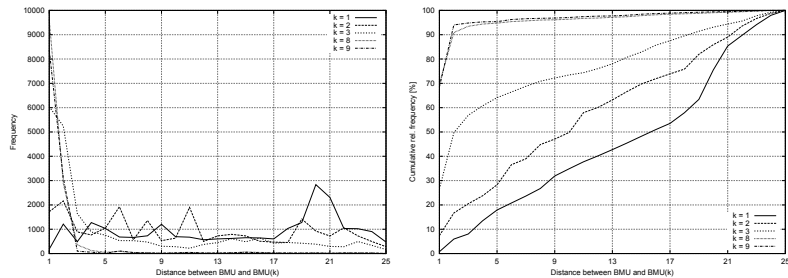 10000
9000
8000
7000
6000
5000
4000
3000
2000
1000
0
Frequency
1
5
9
13
17
21
25
Distance between BMU and BMU(k)
k = 1
k = 2
k = 3
k = 8
k = 9
100
90
80
70
60
50
40
30
20
10
0
Cumulative rel. frequency [%]
1
5
9
13
17
21
25
Distance between BMU and BMU(k)
k = 1
k = 2
k = 3
k = 8
k = 9